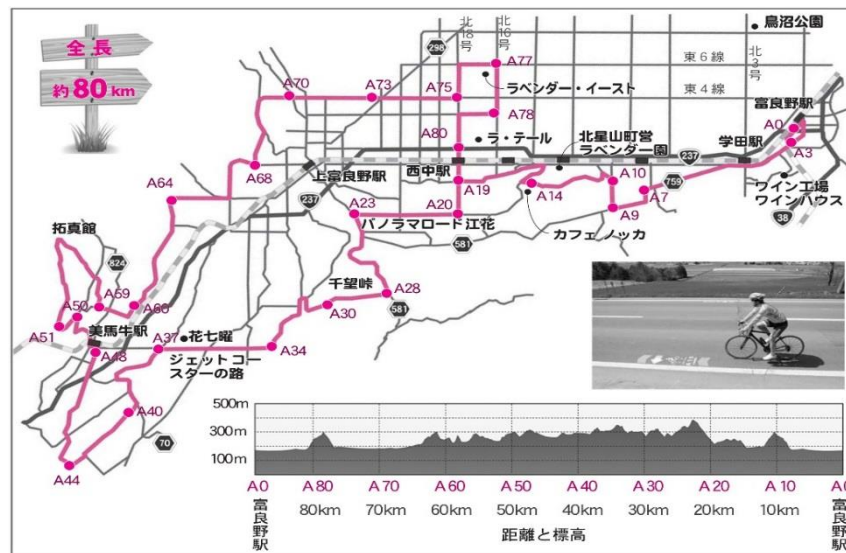 全長
約80km
298
北18号
北16号
鳥沼公園
北3号
東6線
東4線
A77
ラベンダー・イースト
A70
A73
A75
A78
富良野駅
A0
A3
A80
ラ・テール
北星山町営
ラベンダー園
237
学田駅
A68
上富良野駅
西中駅
A19
A14
A10
759
A7
A9
ワイン工場
ワインハウス
38
A64
237
A23
A20
パノラマロード江花
581
カフェ ノッカ
拓真館
824
A59
A60
A50
A51
美馬牛駅
A48
千望峠
A28
581
A30
A37
花七曜
A34
ジェットコー
スターの路
A40
70
A44
500m
300m
100m
A0 A80 A70 A60 A50 A40 A30 A20 A10 A0
富良野駅 80km 70km 60km 50km 40km 30km 20km 10km 富良野駅
距離と標高